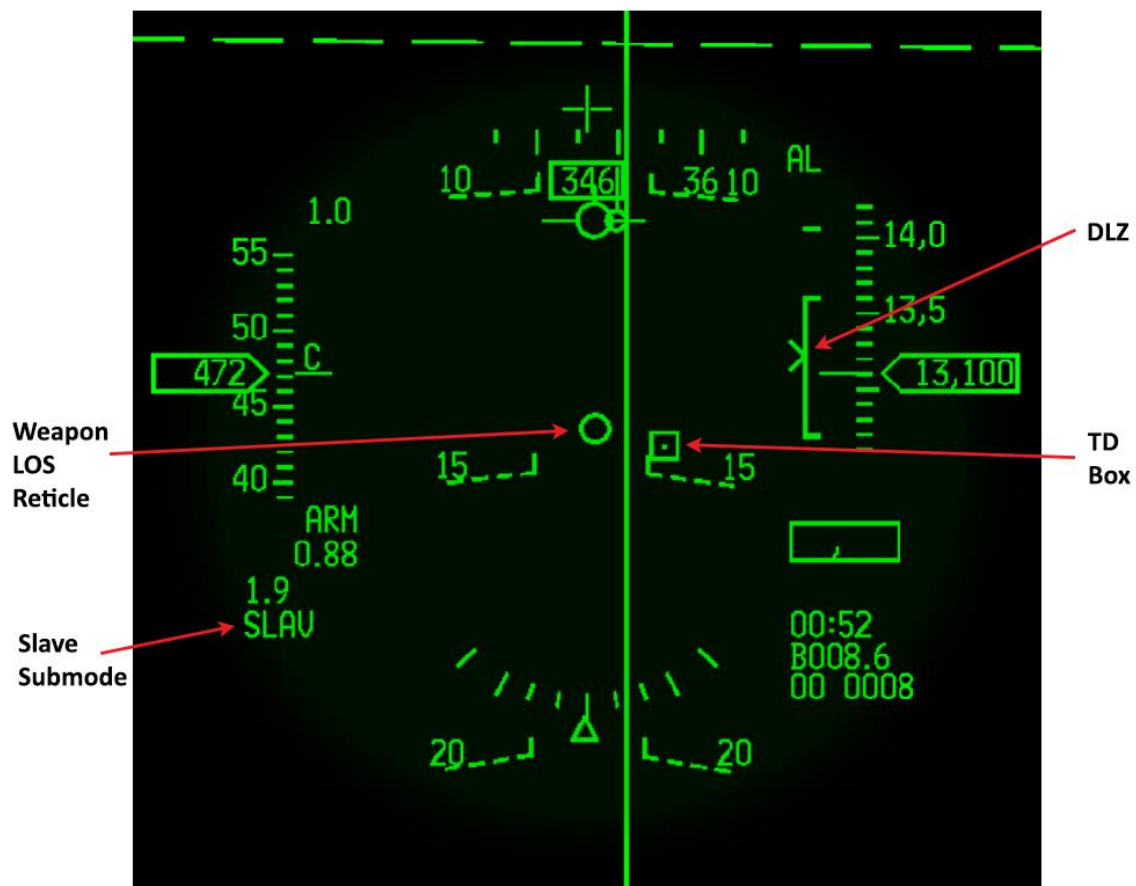 10
346
36
10
AL
1.0
55
14,0
DLZ
50
13,5
C
472
13,100
45
Weapon
LOS
Reticle
TD
Box
15
15
40
ARM
0.88
1.9
SLAV
Slave
Submode
00:52
B008.6
00 0008
20
20